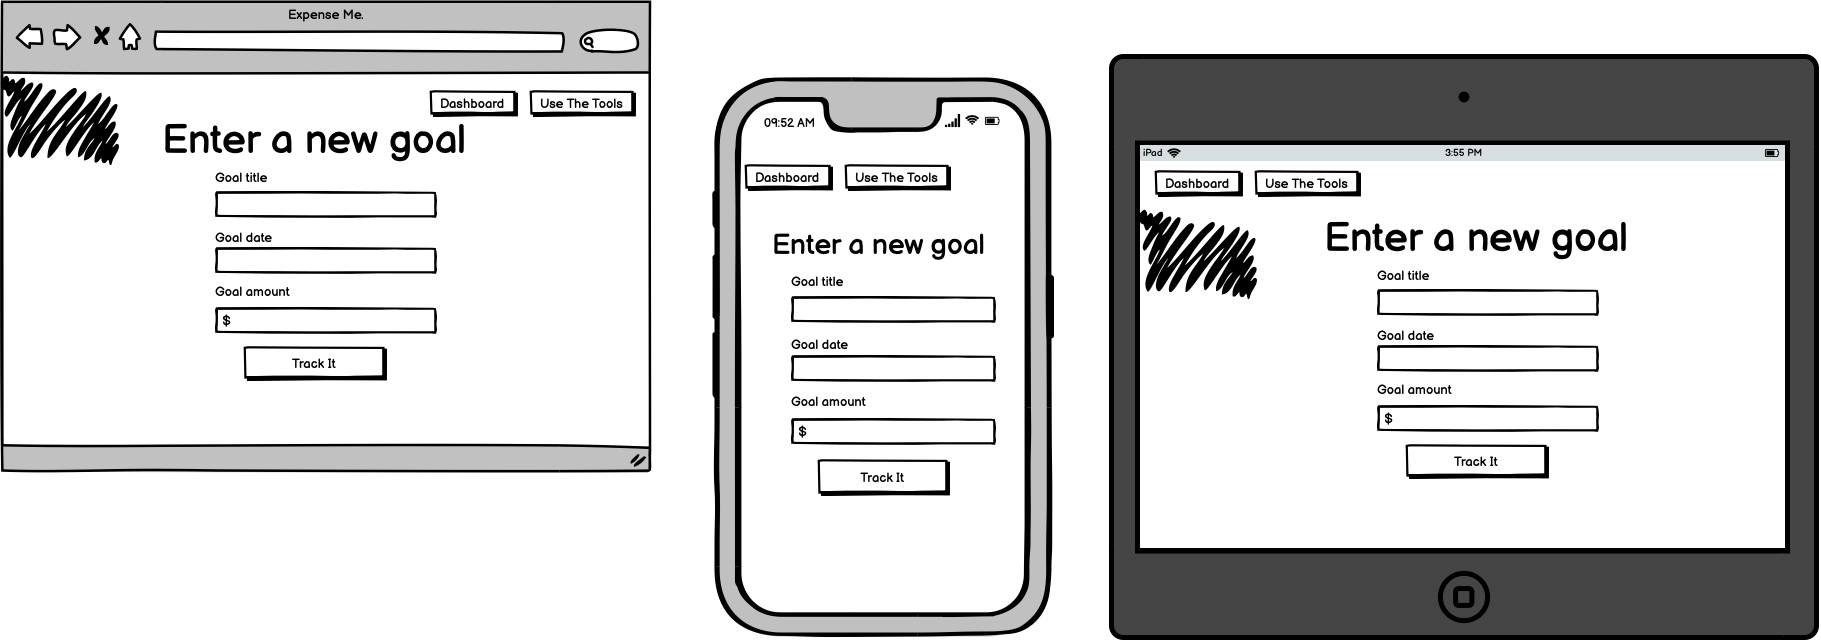 Expense Me.
Dashboard
Use The Tools
Enter a new goal
Goal title
Goal date
Goal amount
$
Track It
09:52 AM
Dashboard
Use The Tools
Enter a new goal
Goal title
Goal date
Goal amount
$
Track It
iPad
3:55 PM
Dashboard
Use The Tools
Enter a new goal
Goal title
Goal date
Goal amount
$
Track It